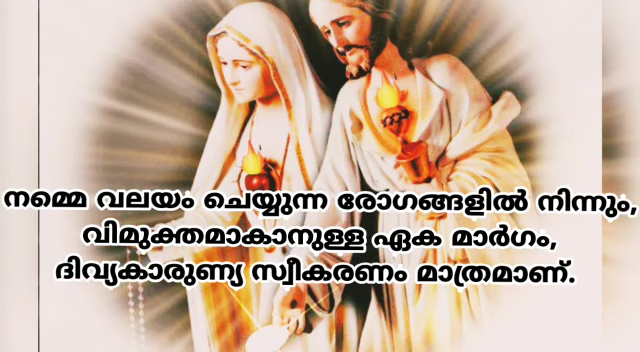 നമ്മെ വലയം ചെയ്യുന്ന രോഗങ്ങളിൽ നിന്നും,
വിമുക്തമാകാനുള്ള ഏക മാർഗം,
ദിവ്യകാരുണ്യ സ്വീകരണം മാത്രമാണ്.